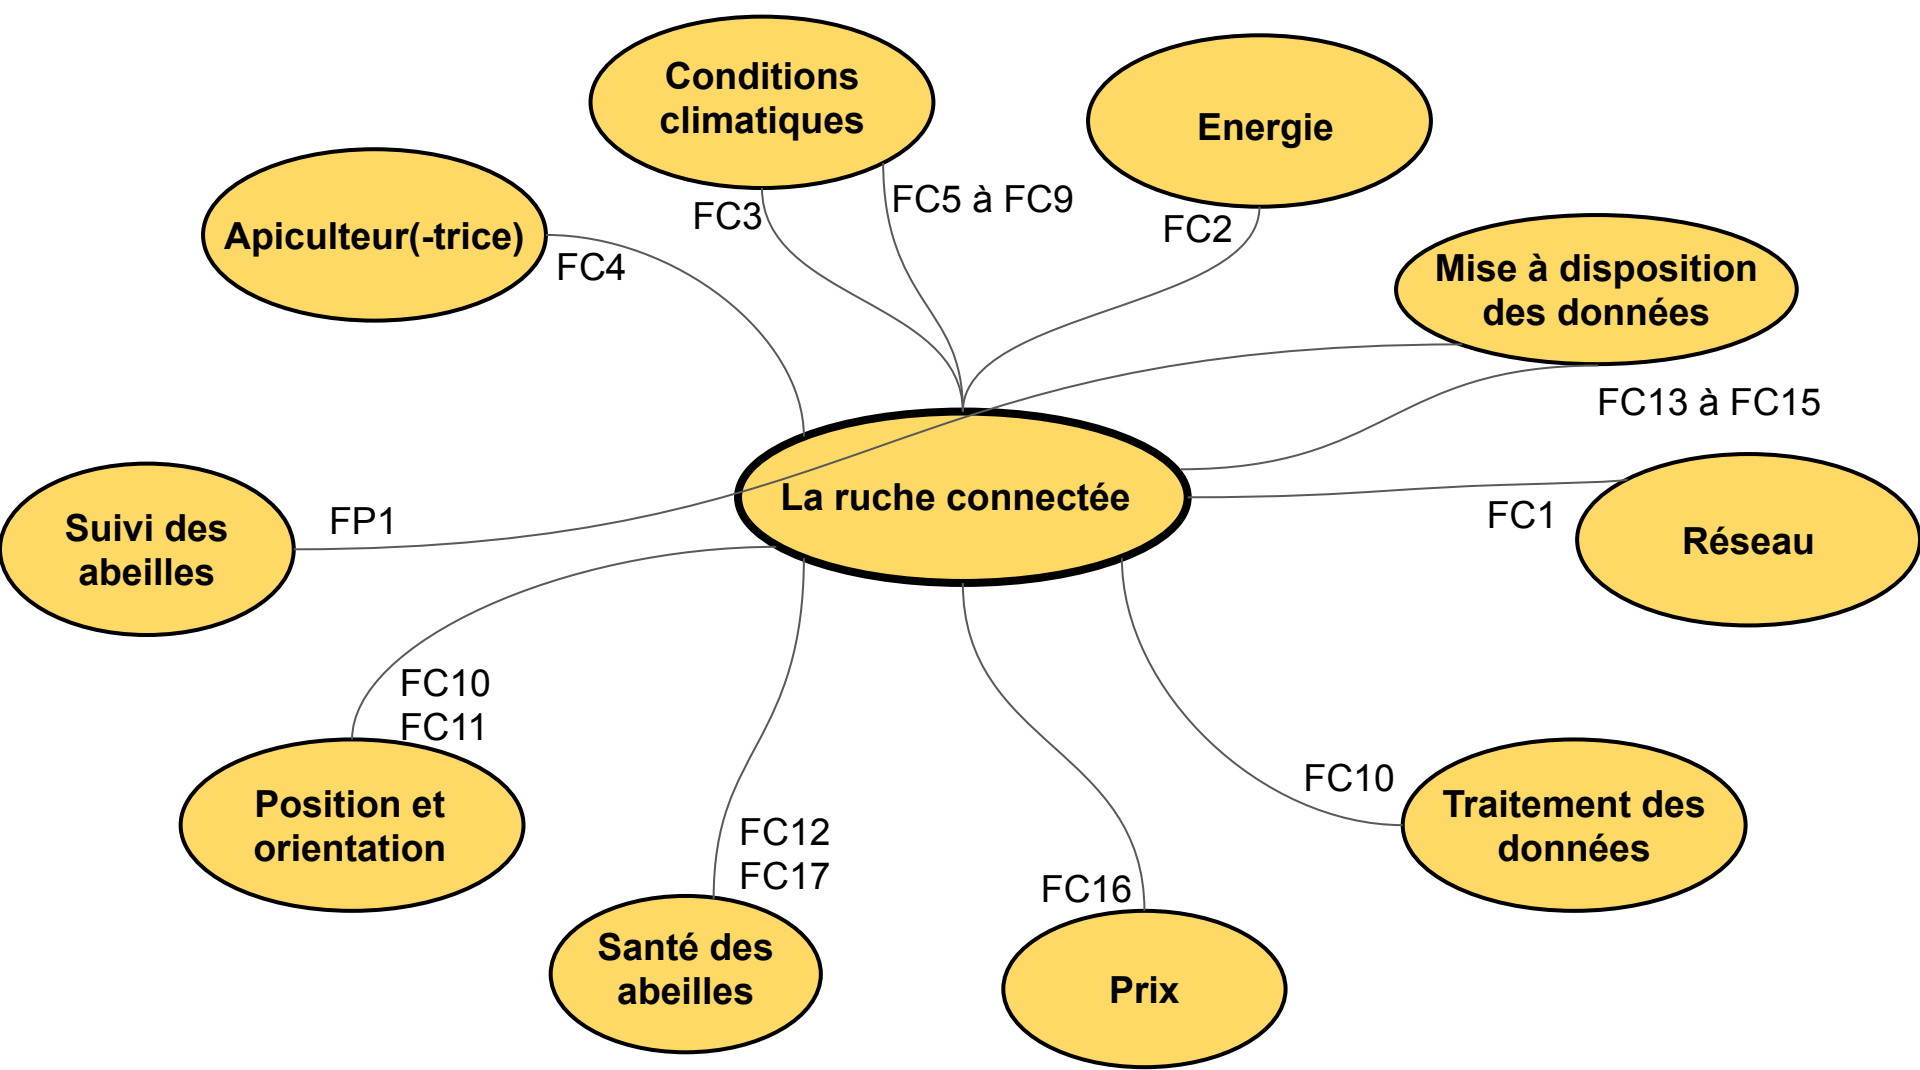 Conditions
climatiques
Energie
FC5 à FC9
FC3
FC2
Apiculteur(-trice)
FC4
Mise à disposition
des données
FC13 à FC15
La ruche connectée
FP1
FC1
Suivi des
abeilles
Réseau
FC10
FC11
Position et
orientation
FC12
FC17
FC10
Traitement des
données
FC16
Santé des
abeilles
Prix